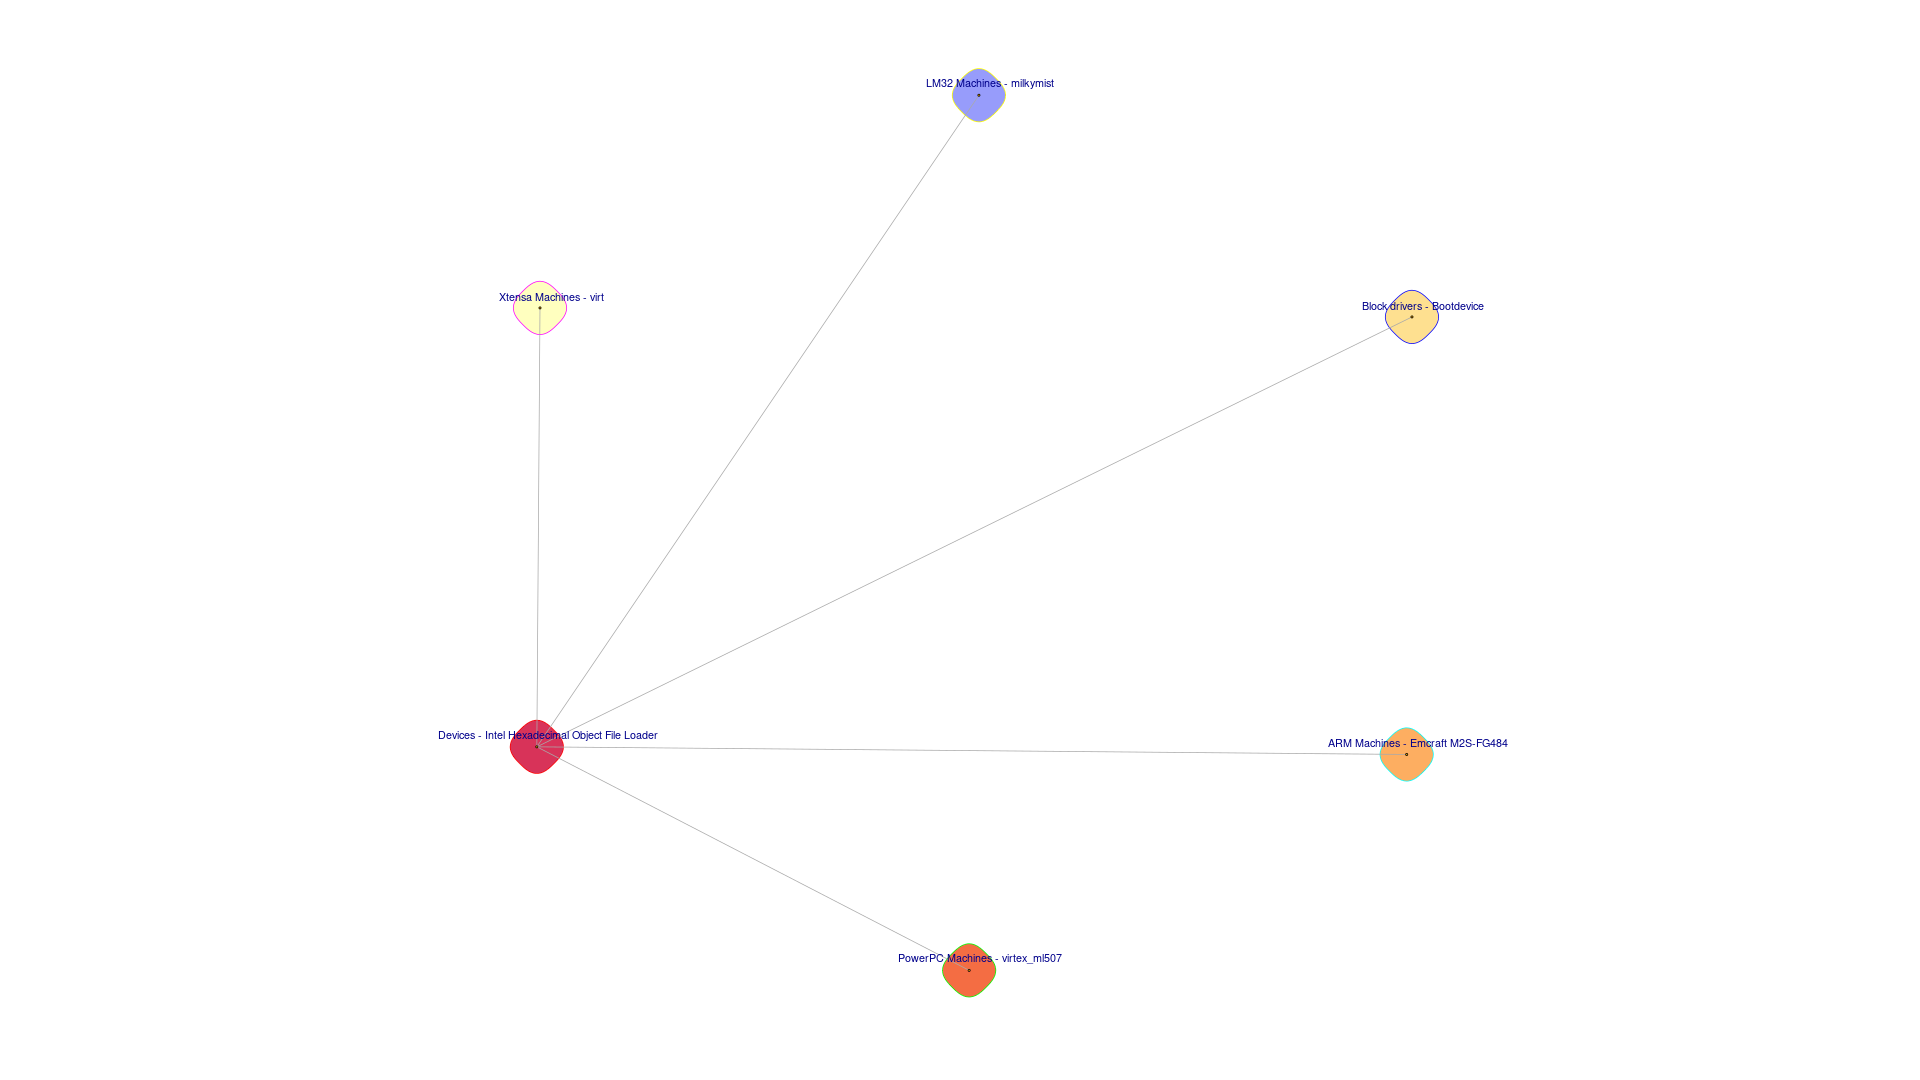 LM32 Machines - milkymist
Xtensa Machines - virt
Block drivers - Bootdevice
Devices - Intel Hexadecimal Object File Loader
ARM Machines - Emcraft M2S-FG484
PowerPC Machines - virtex_ml507